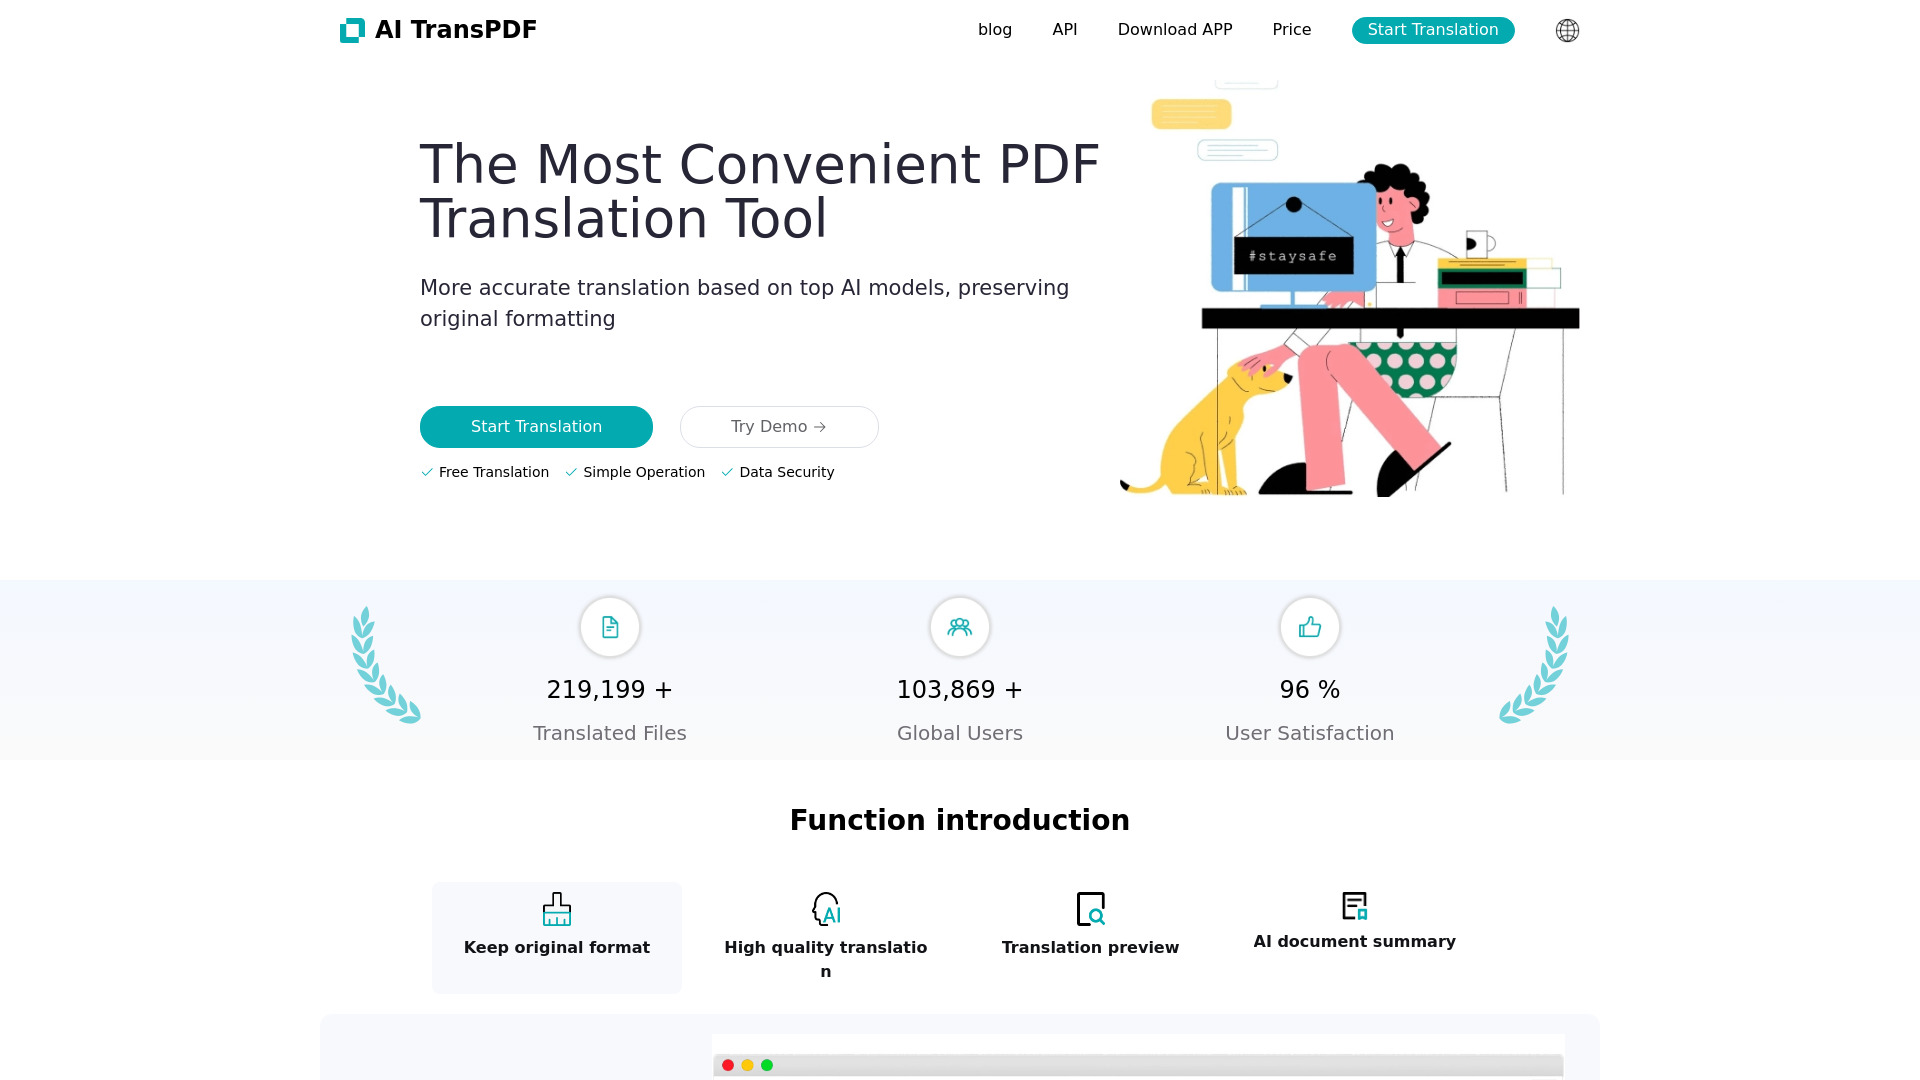 AI TransPDF
blog
API
Download APP
Price
Start Translation
The Most Convenient PDF
Translation Tool
More accurate translation based on top AI models, preserving
original formatting
#staysafe
Start Translation
Try Demo →
Free Translation
Simple Operation
Data Security
219,199 +
Translated Files
103,869 +
Global Users
96 %
User Satisfaction
Function introduction
Keep original format
AI
High quality translatio
n
Translation preview
AI document summary